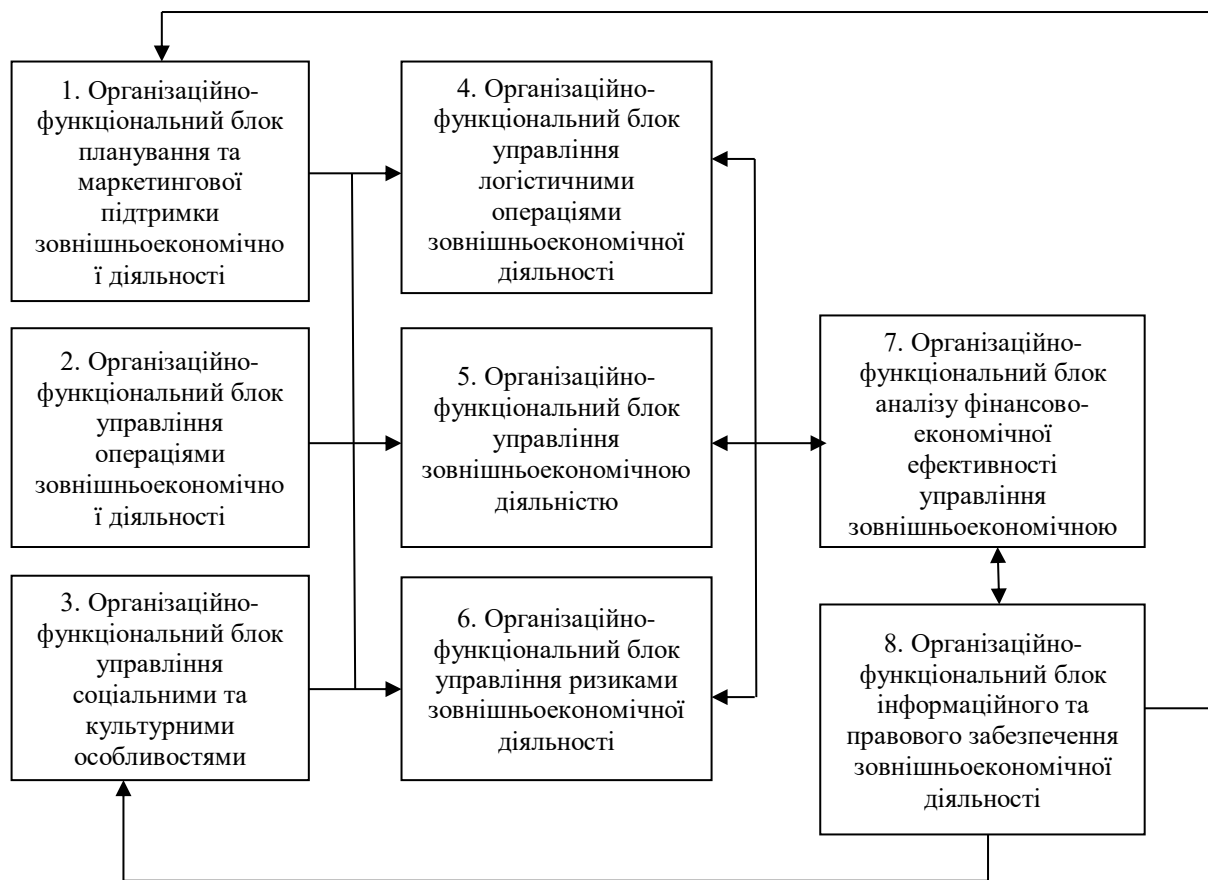 1. Організаційно-
функціональний блок
планування та
маркетингової
підтримки
зовнішньоекономічно
ї діяльності
2. Організаційно-
функціональний блок
управління
операціями
зовнішньоекономічно
ї діяльності
3. Організаційно-
функціональний блок
управління
соціальними та
культурними
особливостями
4. Організаційно-
функціональний блок
управління
логістичними
операціями
зовнішньоекономічної
діяльності
5. Організаційно-
функціональний блок
управління
зовнішньоекономічною
діяльністю
6. Організаційно-
функціональний блок
управління ризиками
зовнішньоекономічної
діяльності
7. Організаційно-
функціональний блок
аналізу фінансово-
економічної
ефективності
управління
зовнішньоекономічною
8. Організаційно-
функціональний блок
інформаційного та
правового забезпечення
зовнішньоекономічної
діяльності